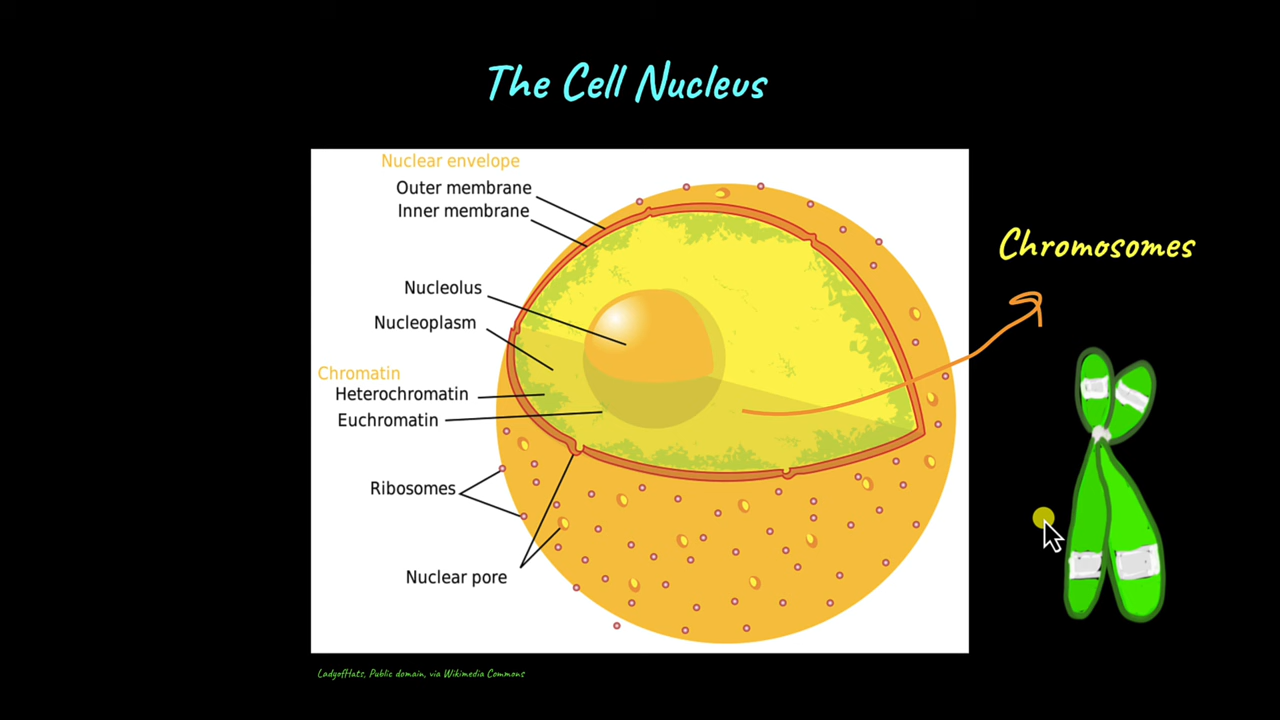 The Cell Nucleus
Nuclear envelope
Outer membrane
Inner membrane
Nucleolus
Nucleoplasm
Chromatin
Heterochromatin
Euchromatin
Ribosomes
Nuclear pore
Chromosomes
LadyofHats, Public domain, via Wikimedia Commons